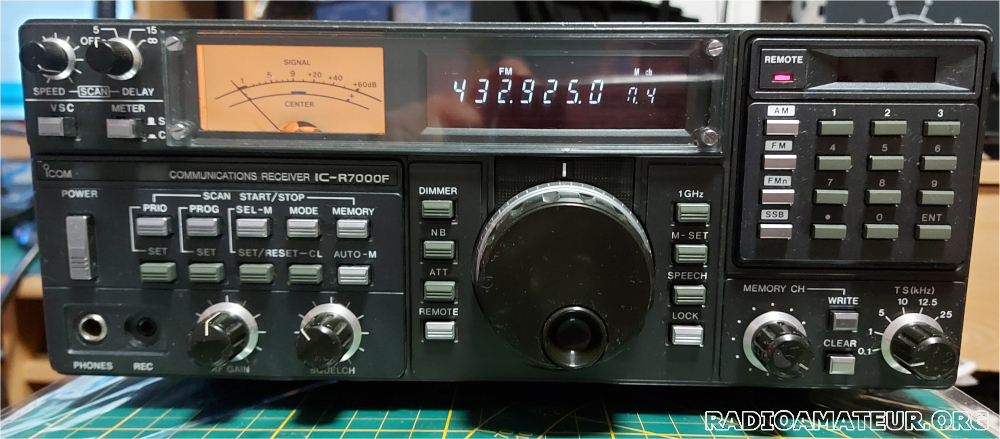 5 15
OFF ∞
SPEED SCAN DELAY
VSC METER
S
C
SIGNAL
1 5 9 +20 +40 +60dB
CENTER
FM M ch
432.925.0 M.4
REMOTE
AM 1 2 3
FM 4 5 6
FMn 7 8 9
SSB • 0 ENT
ICOM COMMUNICATIONS RECEIVER IC-R7000F
POWER
SCAN START/STOP
PRIO PROG SEL-M MODE MEMORY
SET SET SET/RESET-CL AUTO-M
PHONES REC AF GAIN SQUELCH
DIMMER
NB
ATT
REMOTE
1GHz
M-SET
SPEECH
LOCK
MEMORY CH WRITE
CLEAR
TS(kHz)
10 12.5
5 25
1
0.1
RADIOAMATEUR.ORG